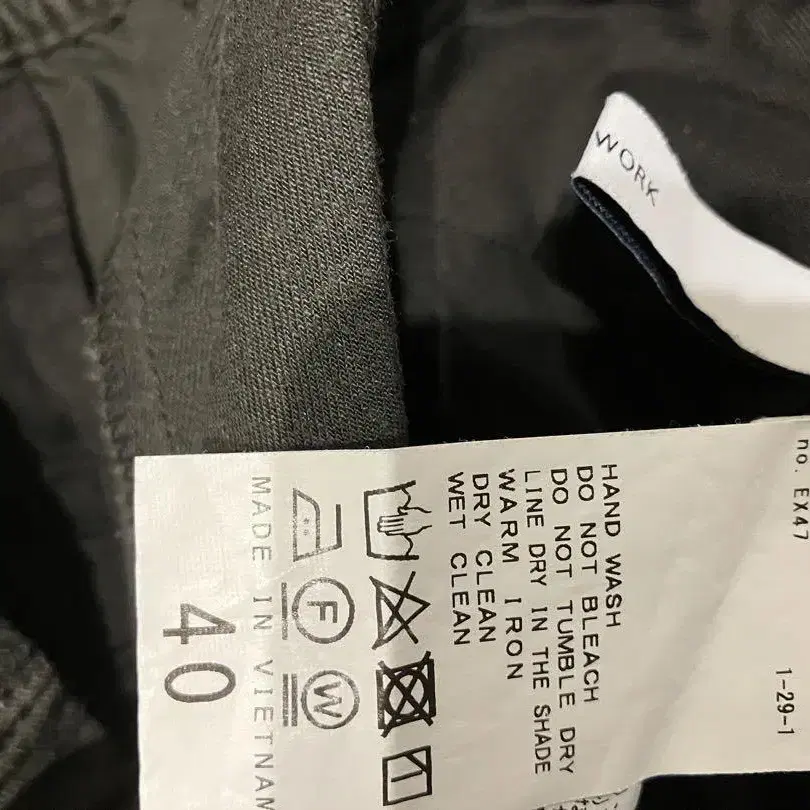 WORK
no. EX47
1-29-1
HAND WASH
DO NOT BLEACH
DO NOT TUMBLE DRY
LINE DRY IN THE SHADE
WARM IRON
DRY CLEAN
WET CLEAN
F
W
MADE IN VIETNAM
40